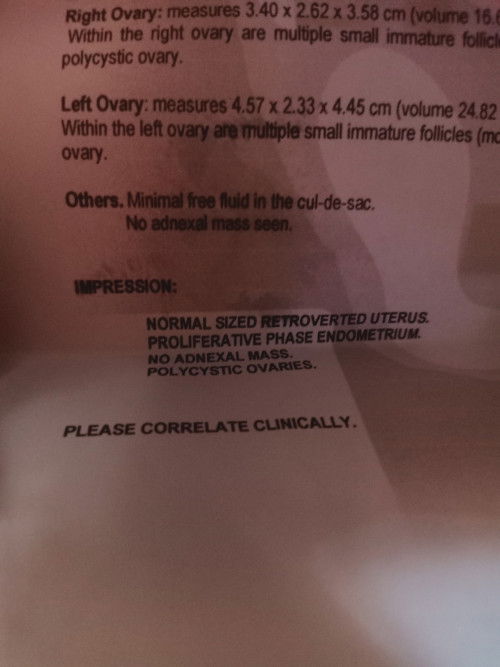 Right Ovary: measures 3.40 x 2.62 x 3.58 cm (volume 16.6
Within the right ovary are multiple small immature
polycystic ovary.
Left Ovary: measures 4.57 x 2.33 x 4.45 cm (volume 24.82
Within the left ovary are multiple small immature follicles
ovary.
Others. Minimal free fluid in the cul-de-sac.
No adnexal mass seen.
IMPRESSION:
NORMAL SIZED RETROVERTED UTERUS.
PROLIFERATIVE PHASE ENDOMETRIUM.
NO ADNEXAL MASS.
POLYCYSTIC OVARIES.
PLEASE CORRELATE CLINICALLY.